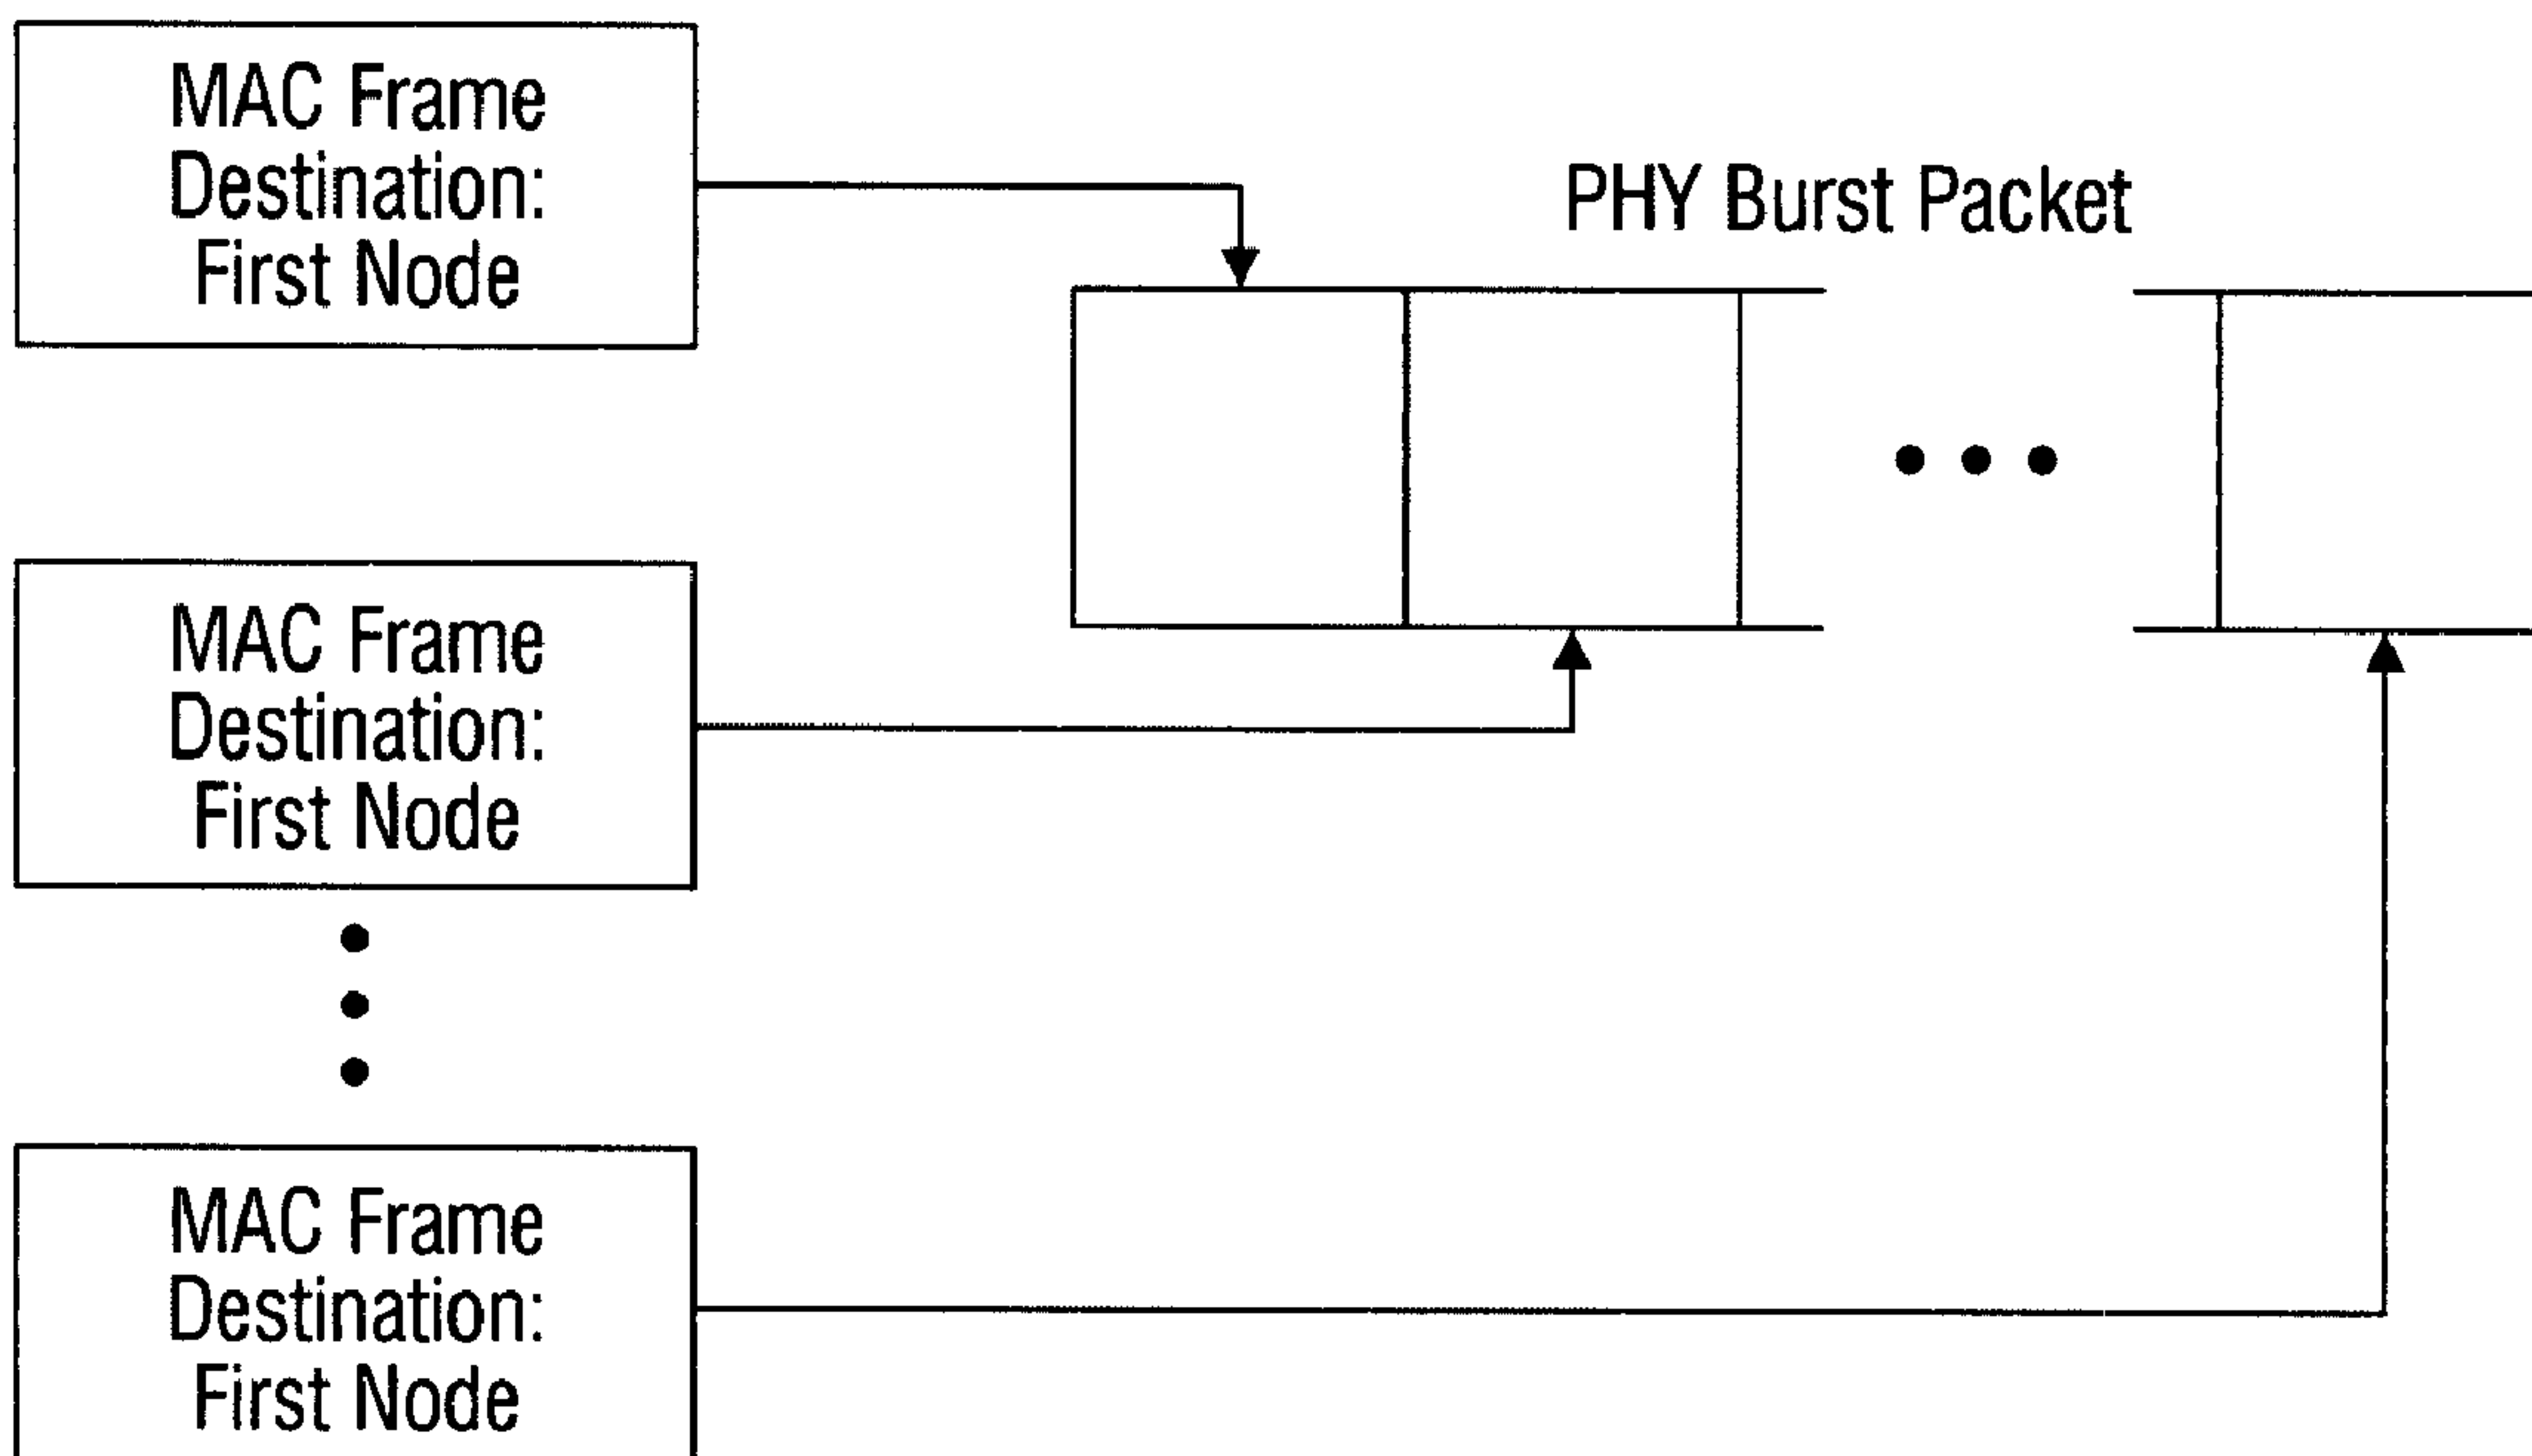 MAC Frame
Destination:
First Node
PHY Burst Packet
MAC Frame
Destination:
First Node
MAC Frame
Destination:
First Node